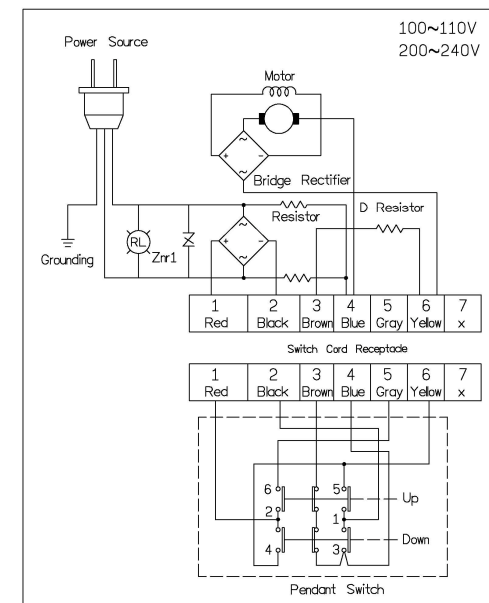 100~110V
200~240V
Power Source
Motor
Bridge Rectifier
Resistor
D Resistor
RL
Znr1
Grounding
1 2 3 4 5 6 7
Red Black Brown Blue Gray Yellow x
Switch Cord Receptade
1 2 3 4 5 6 7
Red Black Brown Blue Gray Yellow x
6 5
Up
2 1
Down
4 3
Pendant Switch